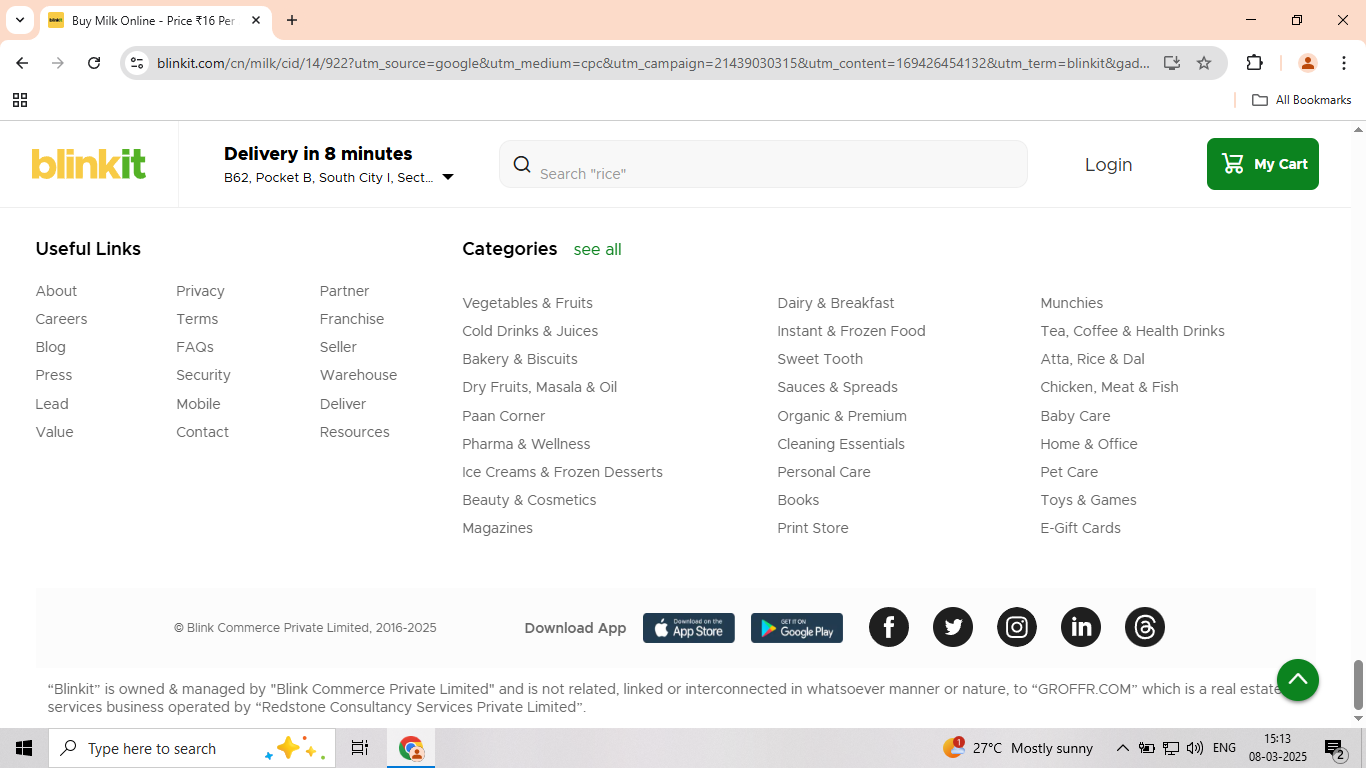 Buy Milk Online - Price ₹16 Per
blinkit.com/cn/milk/cid/14/922?utm_source=google&utm_medium=cpc&utm_campaign=21439030315&utm_content=169426454132&utm_term=blinkit&gad...
All Bookmarks
blinkit
Delivery in 8 minutes
B62, Pocket B, South City I, Sect...
Search "rice"
Login
My Cart
Useful Links
About Privacy Partner
Careers Terms Franchise
Blog FAQs Seller
Press Security Warehouse
Lead Mobile Deliver
Value Contact Resources
Categories see all
Vegetables & Fruits Dairy & Breakfast Munchies
Cold Drinks & Juices Instant & Frozen Food Tea, Coffee & Health Drinks
Bakery & Biscuits Sweet Tooth Atta, Rice & Dal
Dry Fruits, Masala & Oil Sauces & Spreads Chicken, Meat & Fish
Paan Corner Organic & Premium Baby Care
Pharma & Wellness Cleaning Essentials Home & Office
Ice Creams & Frozen Desserts Personal Care Pet Care
Beauty & Cosmetics Books Toys & Games
Magazines Print Store E-Gift Cards
© Blink Commerce Private Limited, 2016-2025
Download App
Download on the
App Store
GET IT ON
Google Play
“Blinkit” is owned & managed by "Blink Commerce Private Limited" and is not related, linked or interconnected in whatsoever manner or nature, to “GROFFR.COM” which is a real estate
services business operated by “Redstone Consultancy Services Private Limited”.
Type here to search
1
27°C Mostly sunny
ENG
15:13
08-03-2025
2